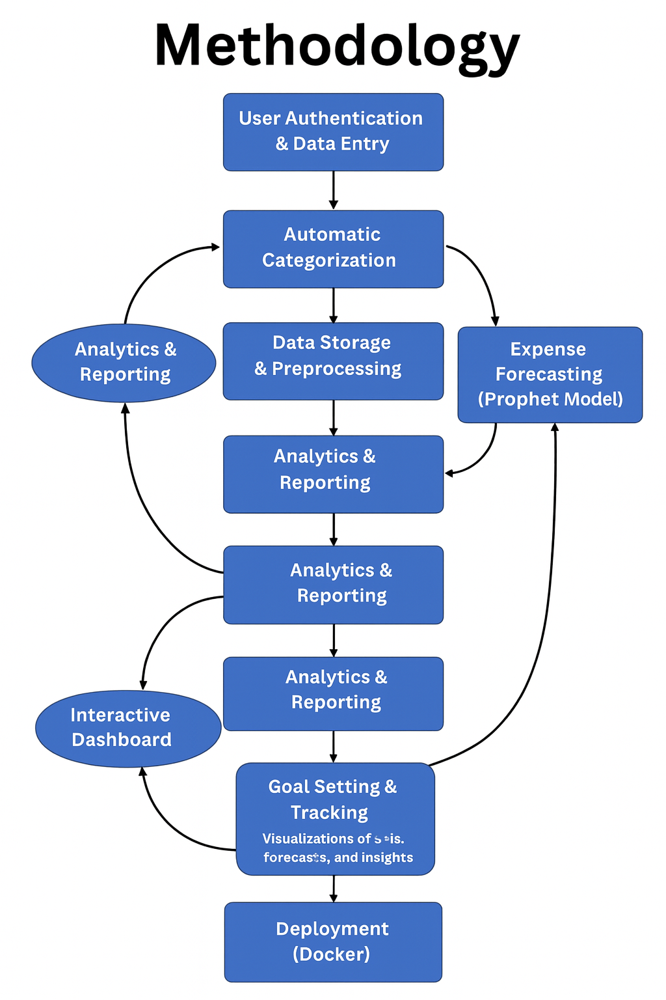 Methodology
User Authentication
& Data Entry
Automatic
Categorization
Analytics &
Reporting
Data Storage
& Preprocessing
Expense
Forecasting
(Prophet Model)
Analytics &
Reporting
Analytics &
Reporting
Analytics &
Reporting
Interactive
Dashboard
Goal Setting &
Tracking
Visualizations of
forecasts, and insights
Deployment
(Docker)